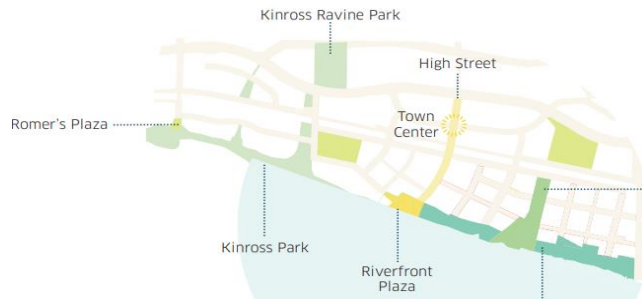 Kinross Ravine Park
High Street
Town
Center
Romer's Plaza
Kinross Park
Riverfront
Plaza